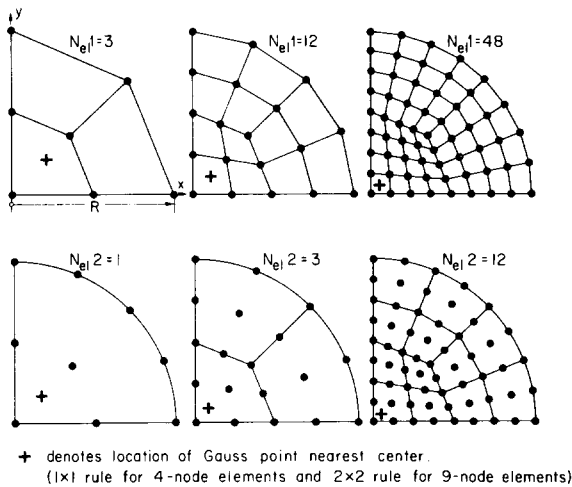 y
N_el1=3
N_el1=12
N_el1=48
x
R
N_el2=1
N_el2=3
N_el2=12
+ denotes location of Gauss point nearest center.
(1×1 rule for 4-node elements and 2×2 rule for 9-node elements)